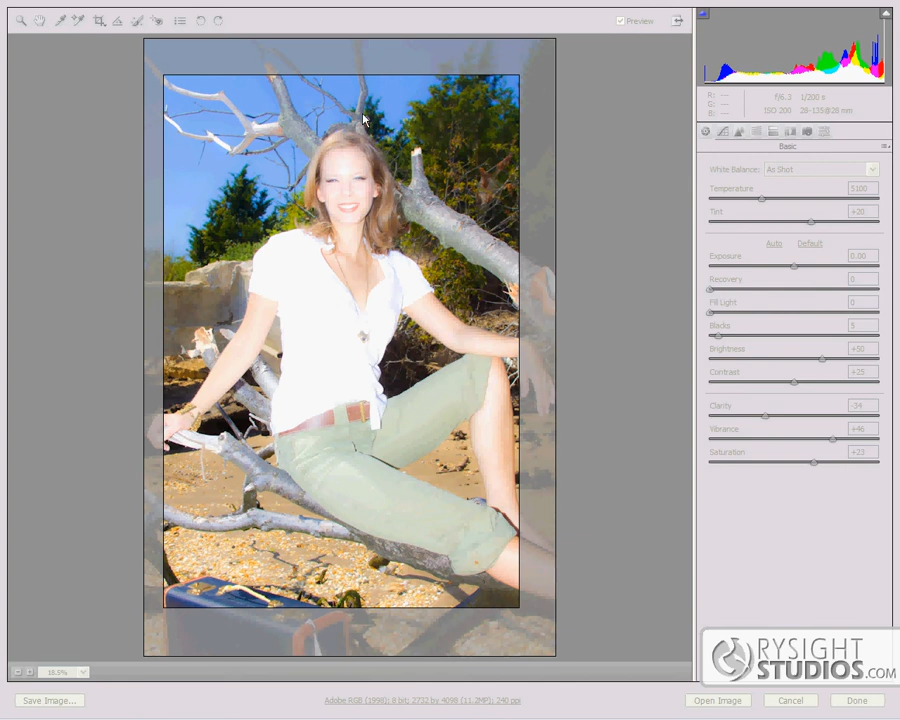 Preview
R: ---
G: ---
B: ---
f/6.3 1/200 s
ISO 200 28-135@28 mm
Basic
White Balance: As Shot
Temperature 5100
Tint +20
Auto Default
Exposure 0.00
Recovery 0
Fill Light 0
Blacks 5
Brightness +50
Contrast +25
Clarity -34
Vibrance +46
Saturation +23
RYSIGHT
STUDIOS.COM
18.5%
Save Image...
Adobe RGB (1998); 8 bit; 2732 by 4098 (11.2MP); 240 ppi
Open Image
Cancel
Done